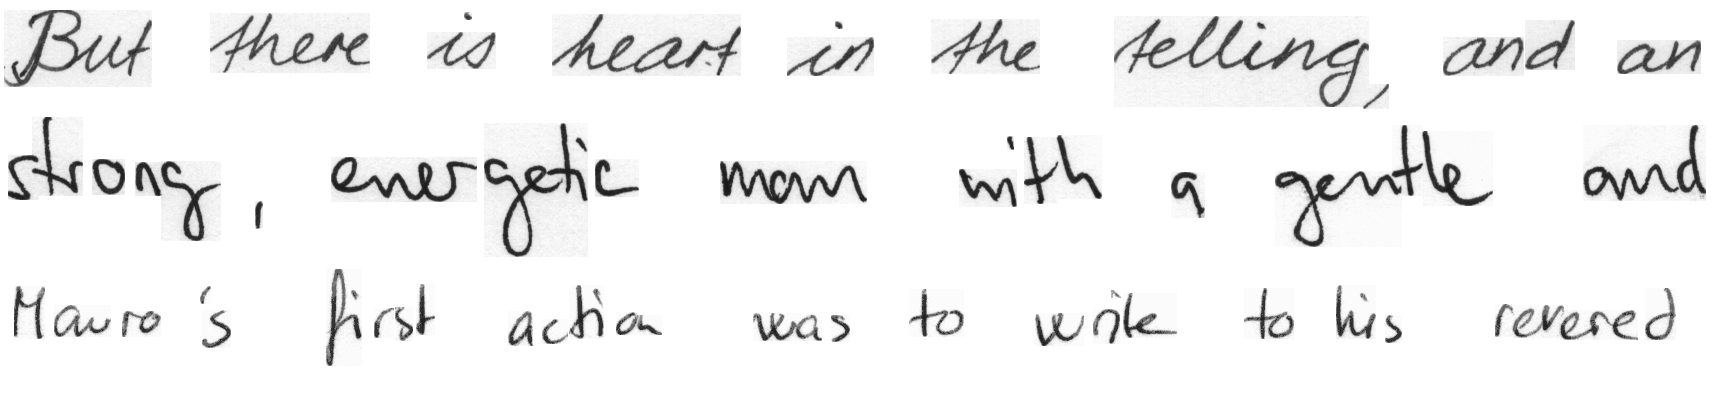 But there is heart in the telling, and an
strong, energetic man with a gentle and
Mauro's first action was to write to his revered